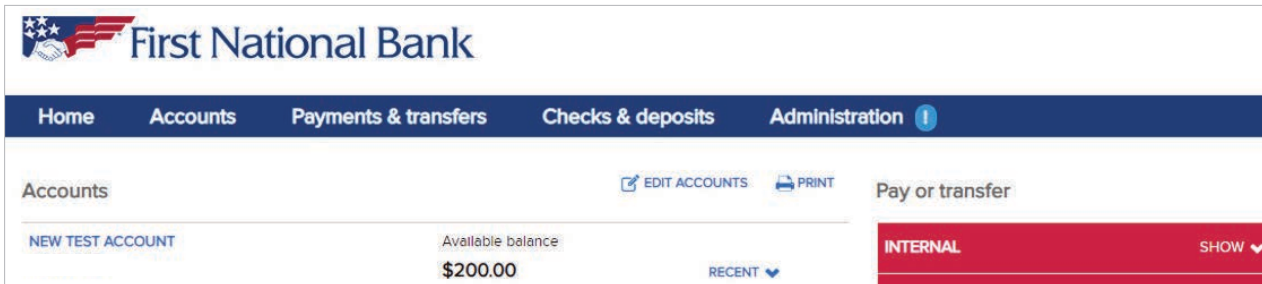 First National Bank
Home Accounts Payments & transfers Checks & deposits Administration !
Accounts EDIT ACCOUNTS PRINT Pay or transfer
NEW TEST ACCOUNT Available balance INTERNAL SHOW
$200.00 RECENT